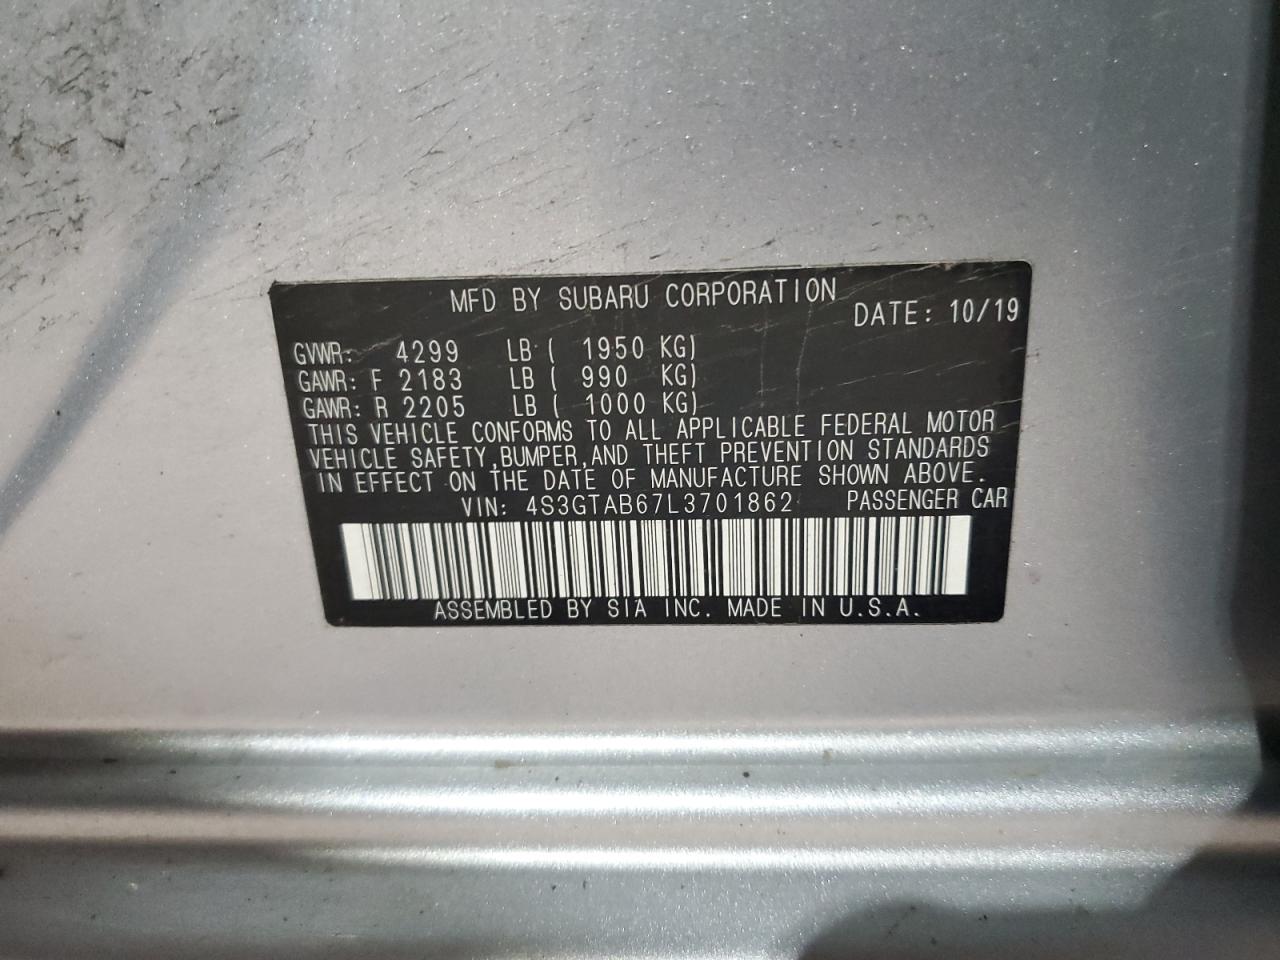 MFD BY SUBARU CORPORATION
DATE: 10/19
GVWR: 4299 LB ( 1950 KG)
GAWR: F 2183 LB ( 990 KG)
GAWR: R 2205 LB ( 1000 KG)
THIS VEHICLE CONFORMS TO ALL APPLICABLE FEDERAL MOTOR
VEHICLE SAFETY,BUMPER,AND THEFT PREVENTION STANDARDS
IN EFFECT ON THE DATE OF MANUFACTURE SHOWN ABOVE.
VIN: 4S3GTAB67L3701862 PASSENGER CAR
ASSEMBLED BY SIA INC. MADE IN U.S.A.